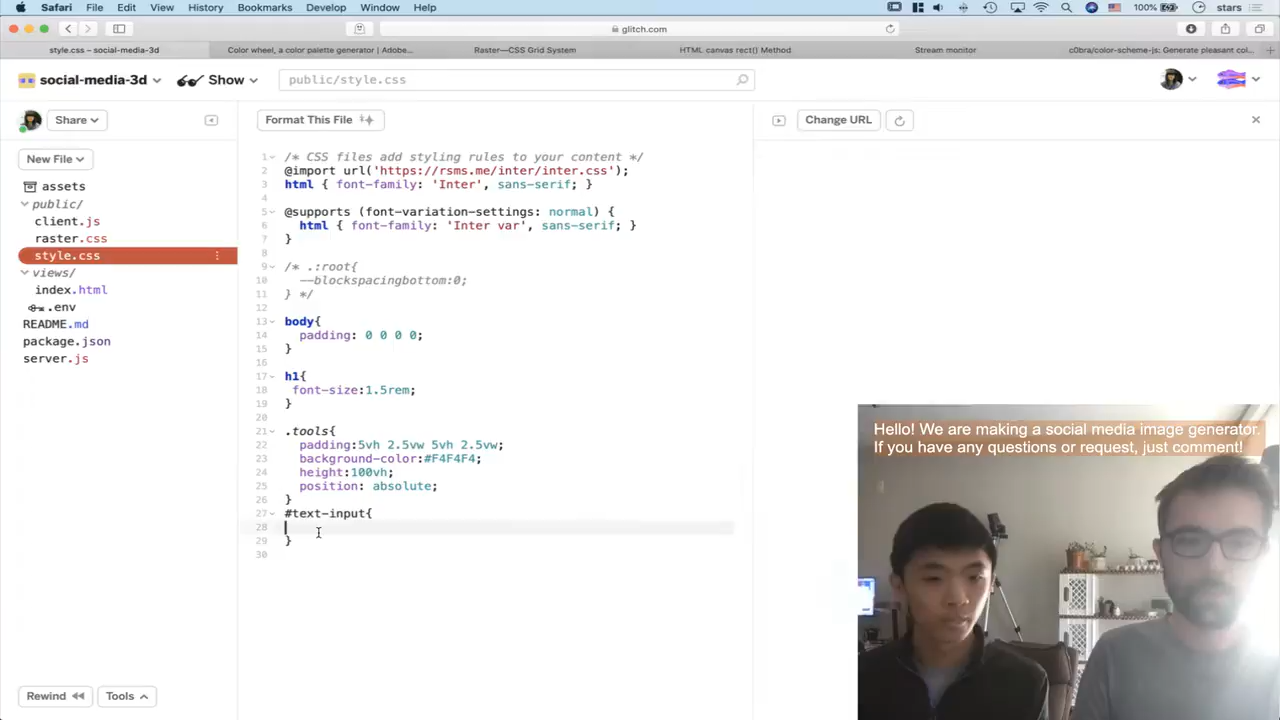 Safari File Edit View History Bookmarks Develop Window Help 100% stars
glitch.com
style.css – social-media-3d Color wheel, a color palette generator | Adobe... Raster—CSS Grid System HTML canvas rect() Method Stream monitor c0bra/color-scheme-js: Generate pleasant col...
social-media-3d Show public/style.css
Share Format This File Change URL
New File
assets
public/
client.js
raster.css
style.css
views/
index.html
.env
README.md
package.json
server.js
1 /* CSS files add styling rules to your content */
2 @import url('https://rsms.me/inter/inter.css');
3 html { font-family: 'Inter', sans-serif; }
4
5 @supports (font-variation-settings: normal) {
6 html { font-family: 'Inter var', sans-serif; }
7 }
8
9 /* .:root{
10 --blockspacingbottom:0;
11 } */
12
13 body{
14 padding: 0 0 0 0;
15 }
16
17 h1{
18 font-size:1.5rem;
19 }
20
21 .tools{
22 padding:5vh 2.5vw 5vh 2.5vw;
23 background-color:#F4F4F4;
24 height:100vh;
25 position: absolute;
26 }
27 #text-input{
28
29 }
30
Hello! We are making a social media image generator.
If you have any questions or request, just comment!
Rewind Tools